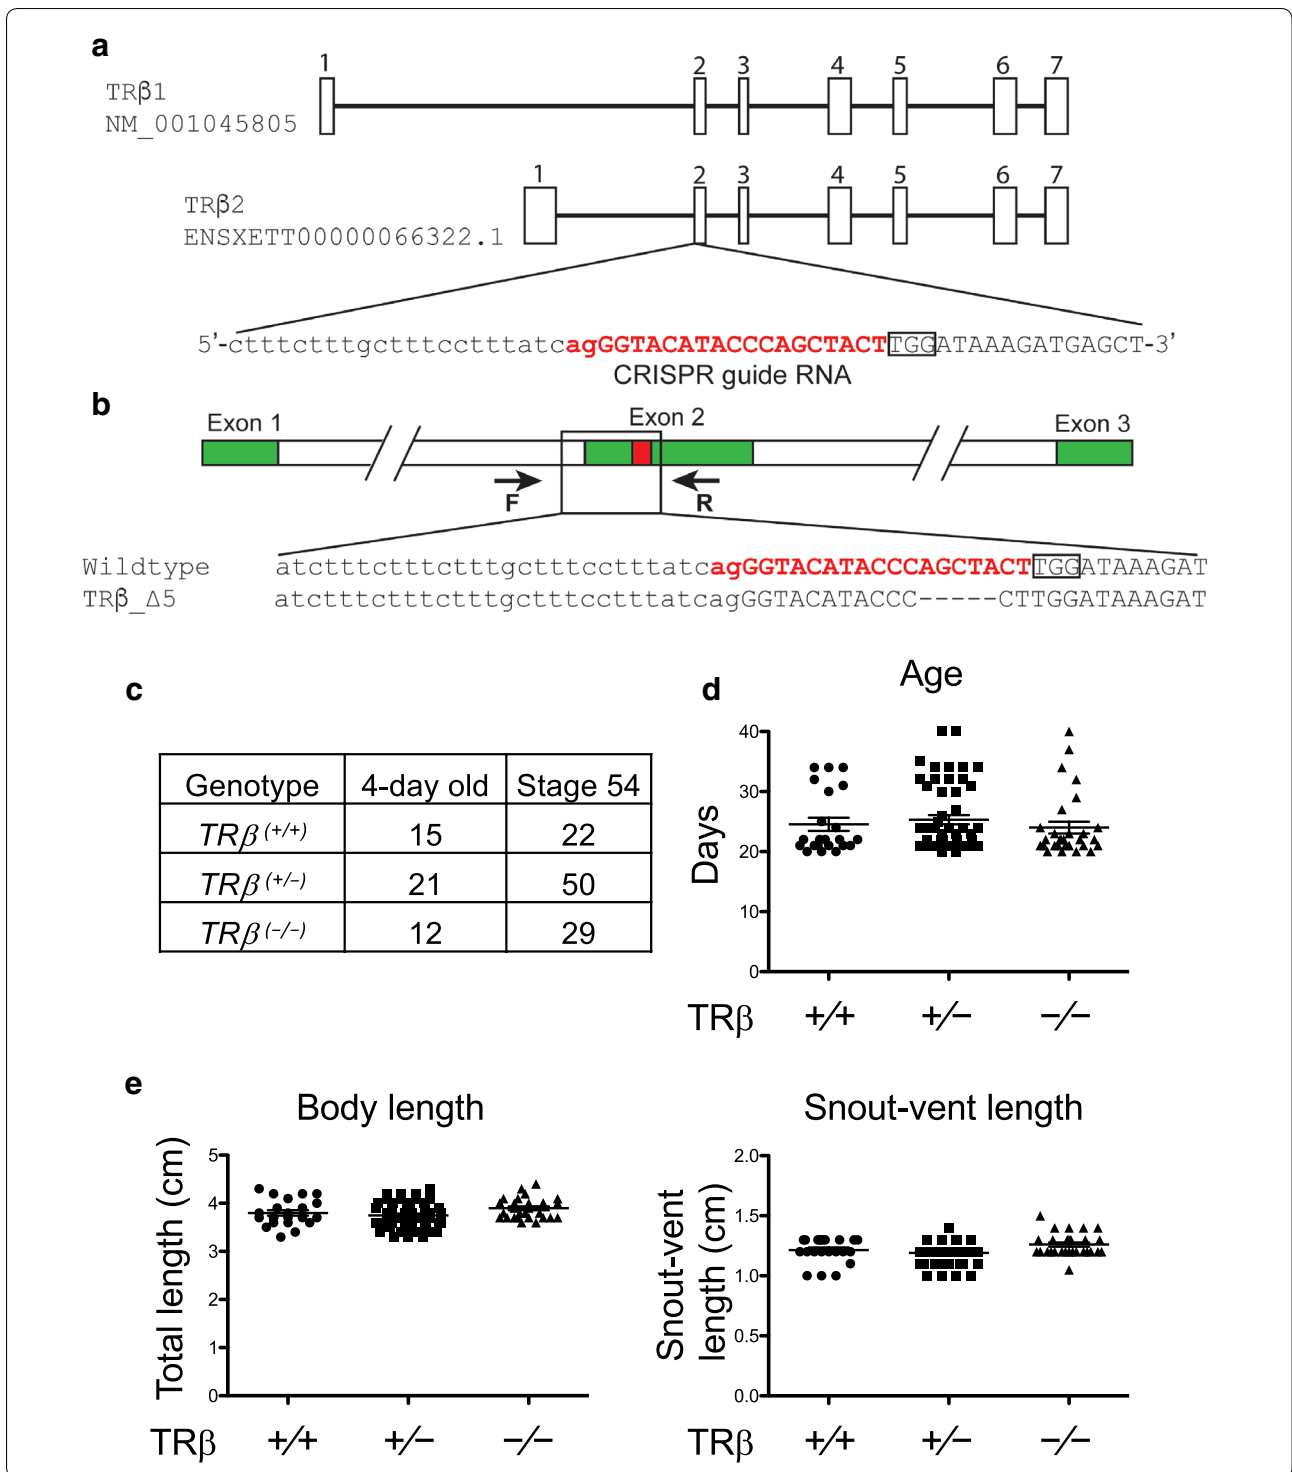 a
1 2 3 4 5 6 7
TRβ1
NM_001045805
1 2 3 4 5 6 7
TRβ2
ENSXETT00000066322.1
5'-ctttctttgctttcctttatcagGGTACATACCCAGCTACTTGGATAAAGATGAGCT-3'
CRISPR guide RNA
b
Exon 1 Exon 2 Exon 3
F R
Wildtype atctttctttctttgctttcctttatcagGGTACATACCCAGCTACTTGGATAAAGAT
TRβ_Δ5 atctttctttctttgctttcctttatcagGGTACATACCC-----CTTGGATAAAGAT
c
Genotype 4-day old Stage 54
TRβ (+/+) 15 22
TRβ (+/−) 21 50
TRβ (−/−) 12 29
d
Age
Days
40
30
20
10
0
TRβ +/+ +/− −/−
e
Body length
Total length (cm)
5
4
3
2
1
0
TRβ +/+ +/− −/−
Snout-vent length
Snout-vent
length (cm)
2.0
1.5
1.0
0.5
0.0
TRβ +/+ +/− −/−